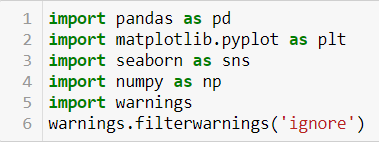 1 import pandas as pd
2 import matplotlib.pyplot as plt
3 import seaborn as sns
4 import numpy as np
5 import warnings
6 warnings.filterwarnings('ignore')